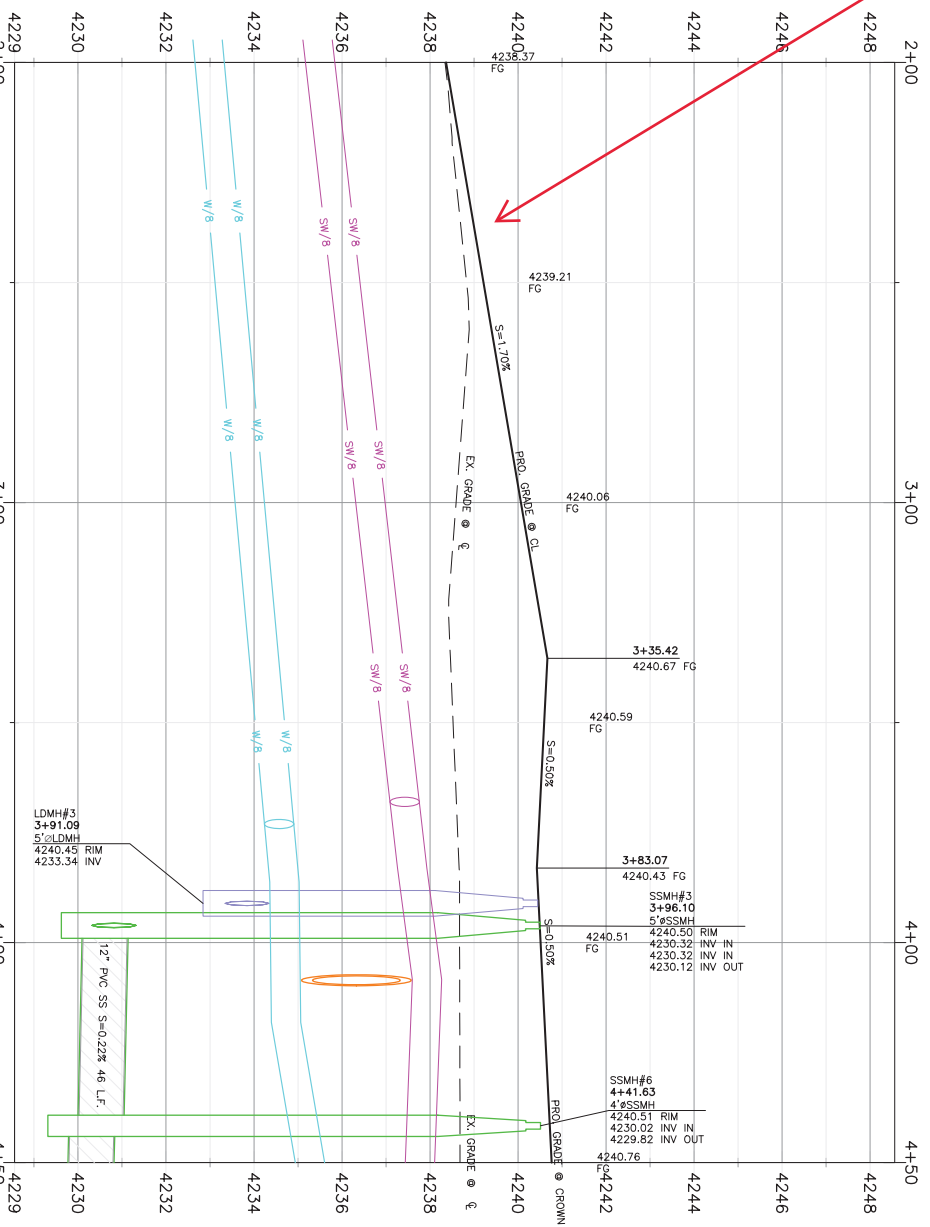 4229
4230
4232
4234
4236
4238
4240
4242
4244
4246
4248
2+00
2+00
4238.37
FG
4239.21
FG
S=1.70%
PRO. GRADE @ CL
EX. GRADE @ ℄
4240.06
FG
3+00
3+00
W/8
W/8
SW/8
SW/8
W/8
W/8
SW/8
SW/8
W/8
W/8
SW/8
SW/8
3+35.42
4240.67 FG
4240.59
FG
S=0.50%
3+83.07
4240.43 FG
LDMH#3
3+91.09
5'⌀LDMH
4240.45 RIM
4233.34 INV
SSMH#3
3+96.10
5'øSSMH
4240.50 RIM
4230.32 INV IN
4230.32 INV IN
4230.12 INV OUT
S=0.50%
4240.51
FG
4+00
4+00
12" PVC SS S=0.22% 46 L.F.
SSMH#6
4+41.63
4'øSSMH
4240.51 RIM
4230.02 INV IN
4229.82 INV OUT
PRO. GRADE @ CROWN
EX. GRADE @ ℄
4240.76
FG
4+50
4+50
4229
4230
4232
4234
4236
4238
4240
4242
4244
4246
4248